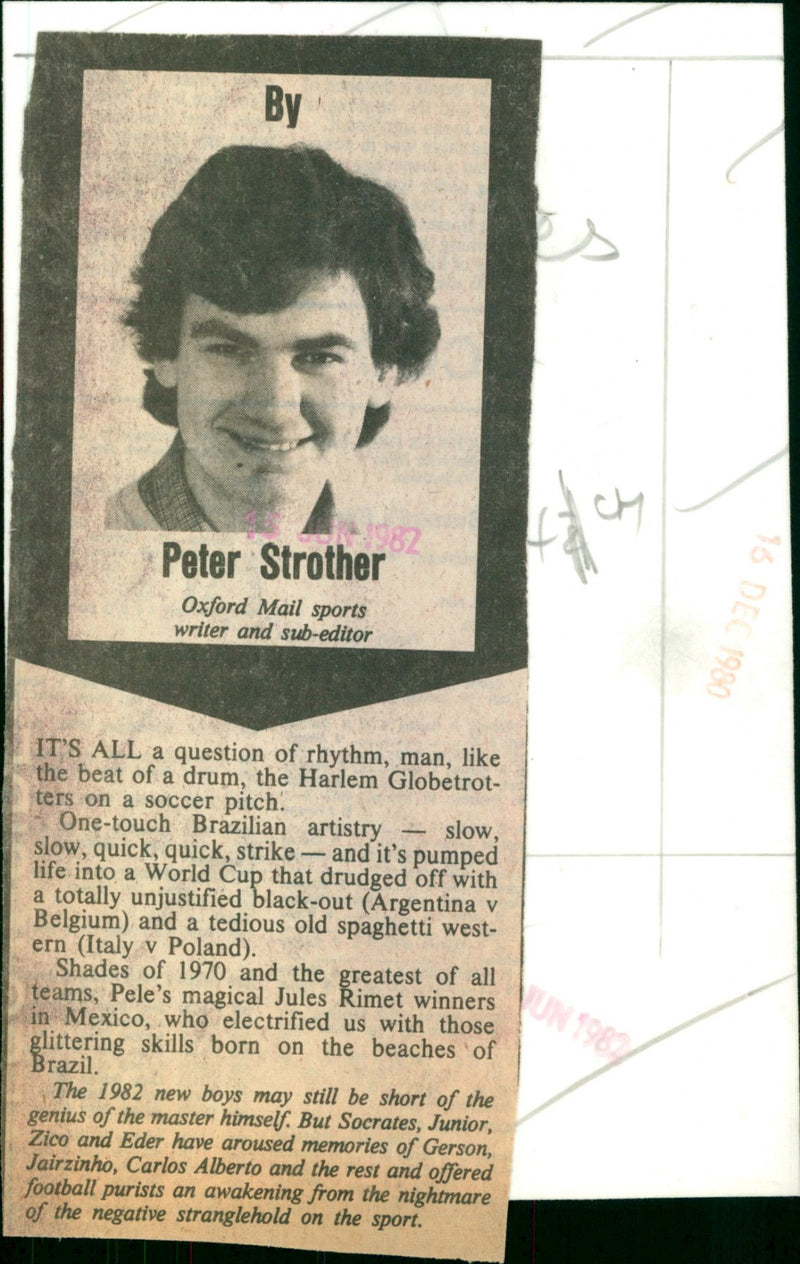 By
Peter Strother
Oxford Mail sports
writer and sub-editor
IT'S ALL a question of rhythm, man, like
the beat of a drum, the Harlem Globetrot-
ters on a soccer pitch.
One-touch Brazilian artistry — slow,
slow, quick, quick, strike — and it's pumped
life into a World Cup that drudged off with
a totally unjustified black-out (Argentina v
Belgium) and a tedious old spaghetti west-
ern (Italy v Poland).
Shades of 1970 and the greatest of all
teams, Pele's magical Jules Rimet winners
in Mexico, who electrified us with those
glittering skills born on the beaches of
Brazil.
The 1982 new boys may still be short of the
genius of the master himself. But Socrates, Junior,
Zico and Eder have aroused memories of Gerson,
Jairzinho, Carlos Alberto and the rest and offered
football purists an awakening from the nightmare
of the negative stranglehold on the sport.
JUN 1982
16 DEC 1980
JUN 1982